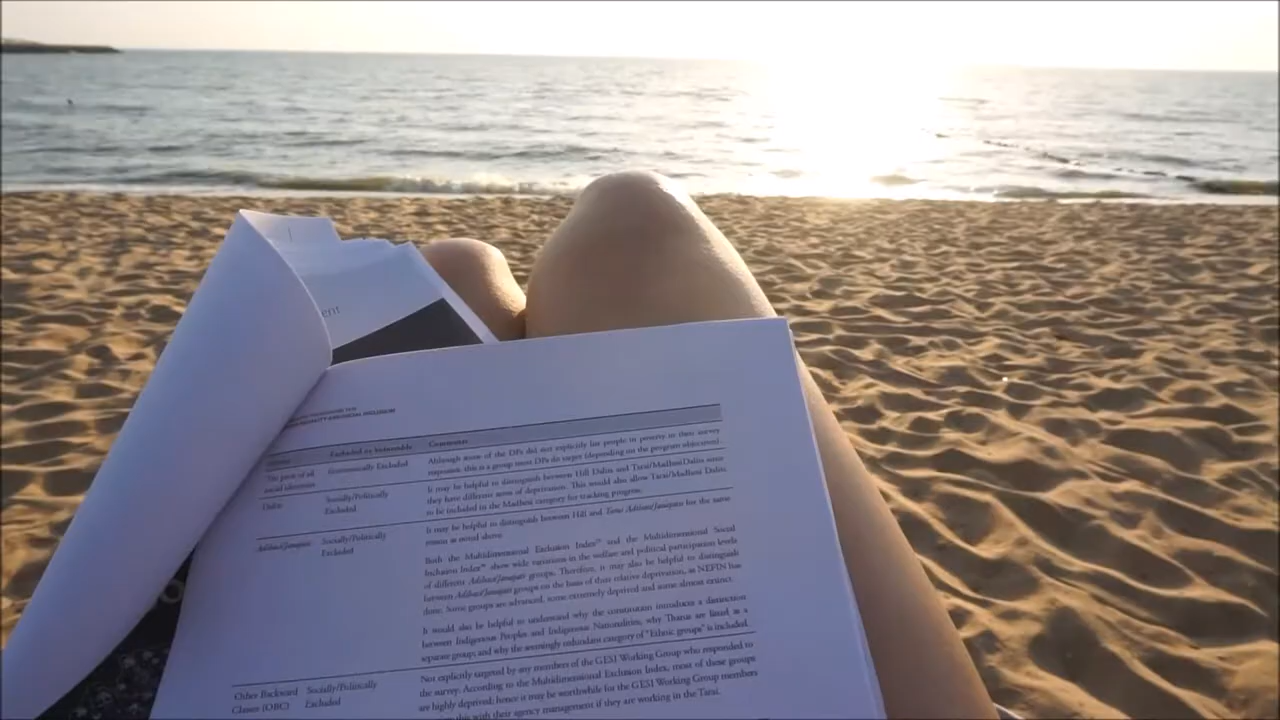 ent
EQUALITY AND SOCIAL INCLUSION
Excluded or Vulnerable Comments
The poor of all Economically Excluded Although some of the DPs did not explicitly list people in poverty in their survey
social identities response, this is a group most DPs do target (depending on the program objectives)
Dalits Socially/Politically It may be helpful to distinguish between Hill Dalits and Tarai/Madhesi Dalits since
Excluded they have different areas of deprivation. This would also allow Tarai/Madhesi Dalits
to be included in the Madhesi category for tracking progress.
Adibasi/Janajatis Socially/Politically It may be helpful to distinguish between Hill and Tarai Adibasi/Janajatis for the same
Excluded reason as noted above.
Both the Multidimensional Exclusion Index™ and the Multidimensional Social
Inclusion Index™ show wide variations in the welfare and political participation levels
of different Adibasi/Janajati groups. Therefore, it may also be helpful to distinguish
between Adibasi/Janajati groups on the basis of their relative deprivation, as NEFIN has
done. Some groups are advanced, some extremely deprived and some almost extinct.
It would also be helpful to understand why the constitution introduces a distinction
between Indigenous Peoples and Indigenous Nationalities, why Tharus are listed as a
separate group; and why the seemingly redundant category of "Ethnic groups" is included.
Other Backward Socially/Politically Not explicitly targeted by any members of the GESI Working Group who responded to
Classes (OBC) Excluded the survey. According to the Multidimensional Exclusion Index, most of these groups
are highly deprived; hence it may be worthwhile for the GESI Working Group members
this with their agency management if they are working in the Tarai.